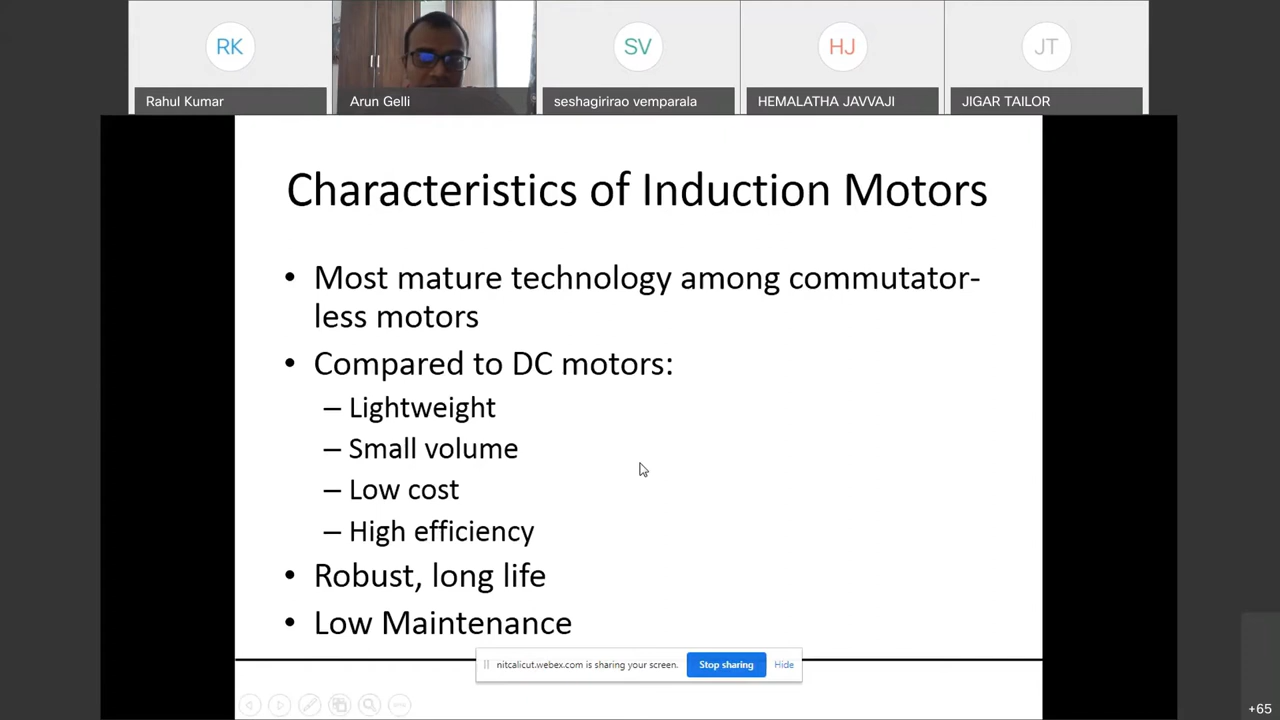 RK
Rahul Kumar
Arun Gelli
SV
seshagirirao vemparala
HJ
HEMALATHA JAVVAJI
JT
JIGAR TAILOR
Characteristics of Induction Motors
• Most mature technology among commutator-
less motors
• Compared to DC motors:
– Lightweight
– Small volume
– Low cost
– High efficiency
• Robust, long life
• Low Maintenance
nitcalicut.webex.com is sharing your screen.
Stop sharing
Hide
+65